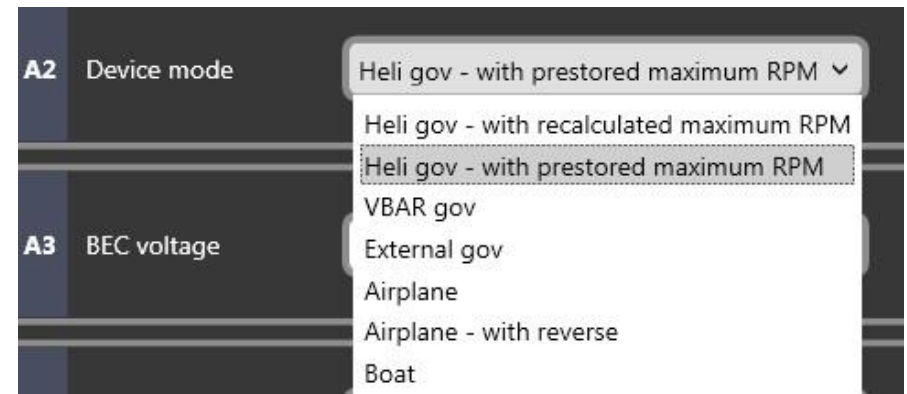 A2 Device mode Heli gov - with prestored maximum RPM
Heli gov - with recalculated maximum RPM
Heli gov - with prestored maximum RPM
VBAR gov
A3 BEC voltage
External gov
Airplane
Airplane - with reverse
Boat